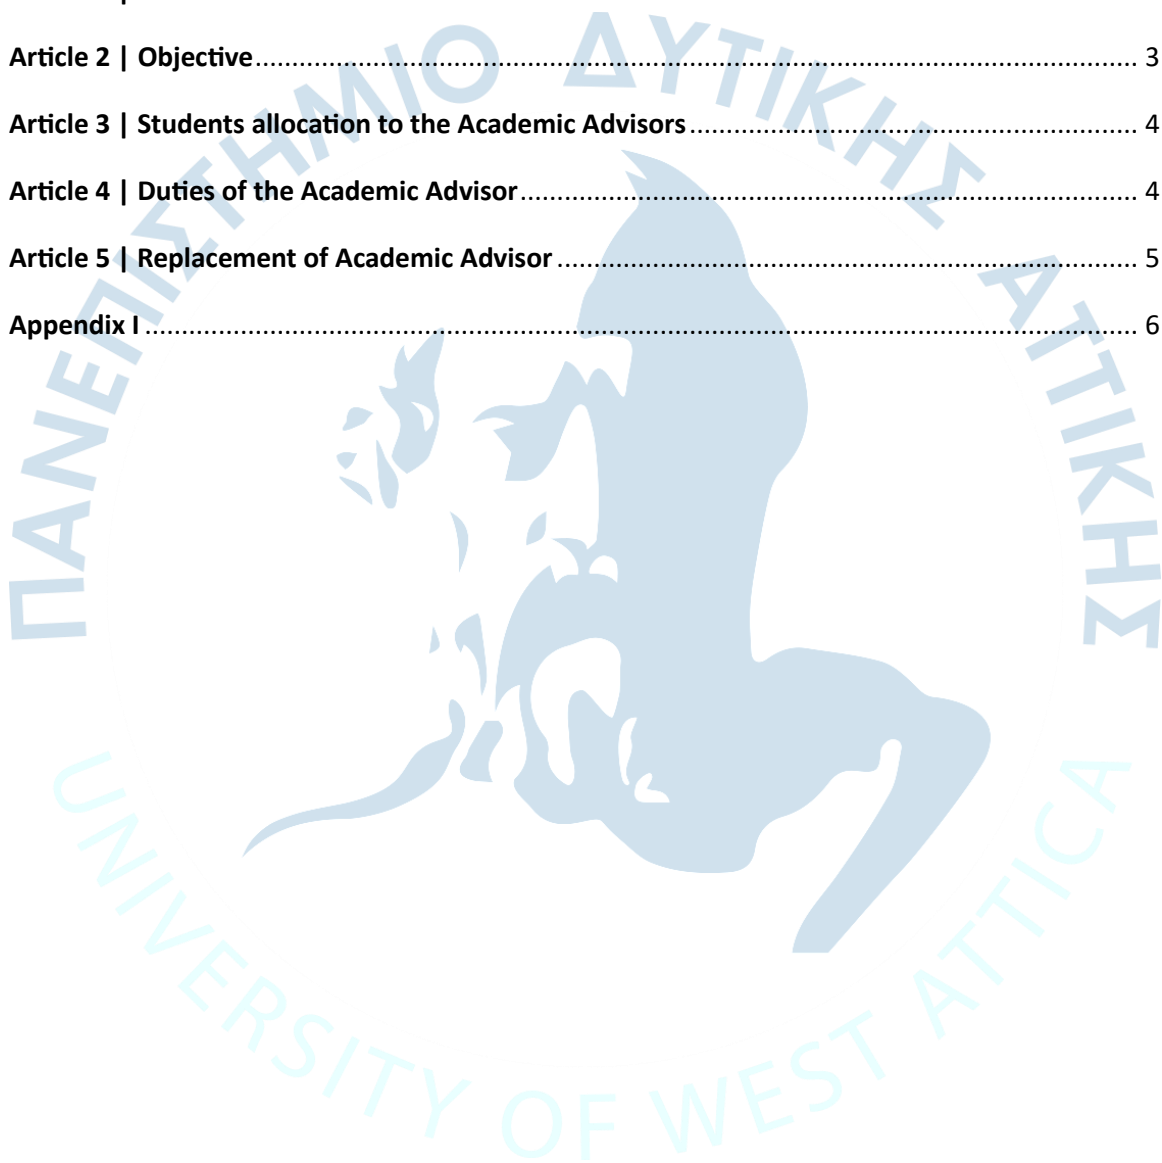 Article 2 | Objective........................................................................................................................ 3
Article 3 | Students allocation to the Academic Advisors................................................................ 4
Article 4 | Duties of the Academic Advisor...................................................................................... 4
Article 5 | Replacement of Academic Advisor................................................................................. 5
Appendix I....................................................................................................................................... 6
ΠΑΝΕΠΙΣΤΗΜΙΟ ΔΥΤΙΚΗΣ ΑΤΤΙΚΗΣ
UNIVERSITY OF WEST ATTICA